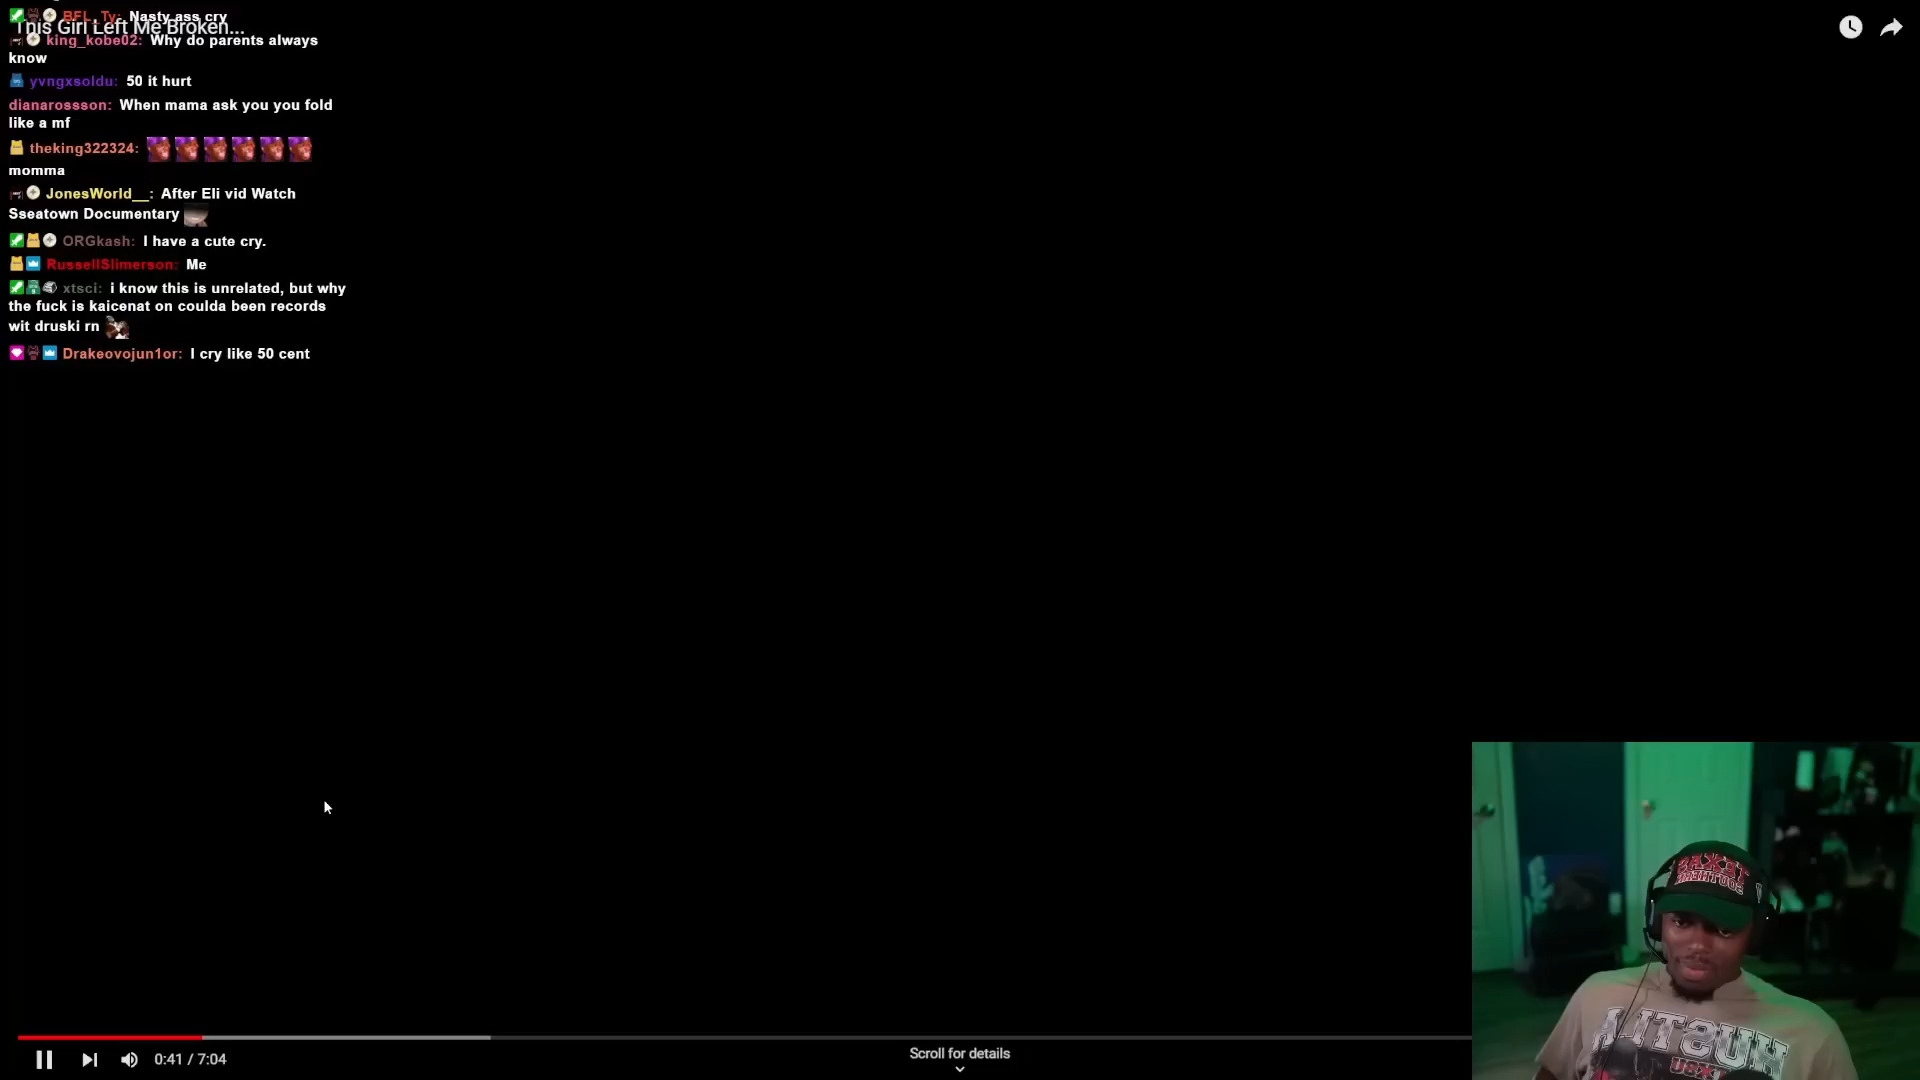 This Girl Left Me Broken...
BFL_Ty: Nasty ass cry
king_kobe02: Why do parents always
know
yvngxsoldu: 50 it hurt
dianarossson: When mama ask you you fold
like a mf
theking322324:
momma
JonesWorld__: After Eli vid Watch
Sseatown Documentary
ORGkash: I have a cute cry.
RussellSlimerson: Me
xtsci: i know this is unrelated, but why
the fuck is kaicenat on coulda been records
wit druski rn
Drakeovojun1or: I cry like 50 cent
TEXAS
SOUTHERN
HUSTLA
0:41 / 7:04
Scroll for details